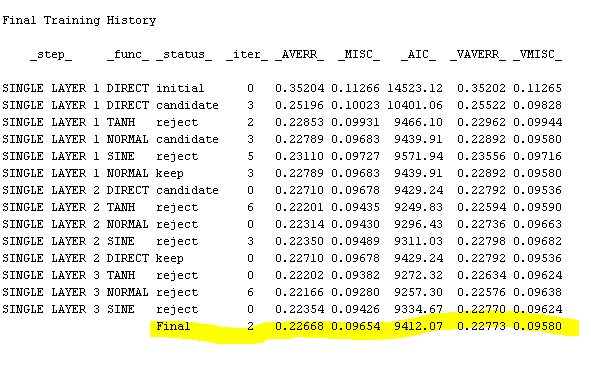 Final Training History
_step_ _func_ _status_ _iter_ _AVERR_ _MISC_ _AIC_ _VAVERR_ _VMISC_
SINGLE LAYER 1 DIRECT initial 0 0.35204 0.11266 14523.12 0.35202 0.11265
SINGLE LAYER 1 DIRECT candidate 3 0.25196 0.10023 10401.06 0.25522 0.09828
SINGLE LAYER 1 TANH reject 2 0.22853 0.09931 9466.10 0.22962 0.09944
SINGLE LAYER 1 NORMAL candidate 3 0.22789 0.09683 9439.91 0.22892 0.09580
SINGLE LAYER 1 SINE reject 5 0.23110 0.09727 9571.94 0.23556 0.09716
SINGLE LAYER 1 NORMAL keep 3 0.22789 0.09683 9439.91 0.22892 0.09580
SINGLE LAYER 2 DIRECT candidate 0 0.22710 0.09678 9429.24 0.22792 0.09536
SINGLE LAYER 2 TANH reject 6 0.22201 0.09435 9249.83 0.22594 0.09590
SINGLE LAYER 2 NORMAL reject 0 0.22314 0.09430 9296.43 0.22736 0.09663
SINGLE LAYER 2 SINE reject 3 0.22350 0.09489 9311.03 0.22798 0.09682
SINGLE LAYER 2 DIRECT keep 0 0.22710 0.09678 9429.24 0.22792 0.09536
SINGLE LAYER 3 TANH reject 0 0.22202 0.09382 9272.32 0.22634 0.09624
SINGLE LAYER 3 NORMAL reject 6 0.22166 0.09280 9257.30 0.22576 0.09638
SINGLE LAYER 3 SINE reject 0 0.22354 0.09426 9334.67 0.22770 0.09624
Final 2 0.22668 0.09654 9412.07 0.22773 0.09580